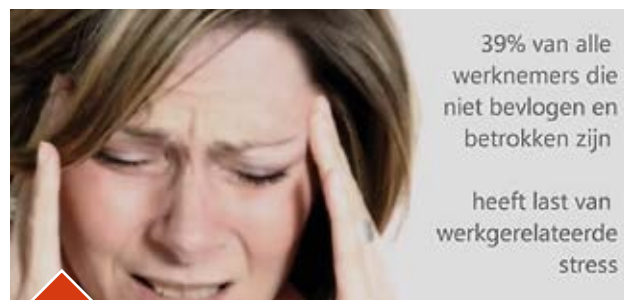 39% van alle
werknemers die
niet bevlogen en
betrokken zijn
heeft last van
werkgerelateerde
stress